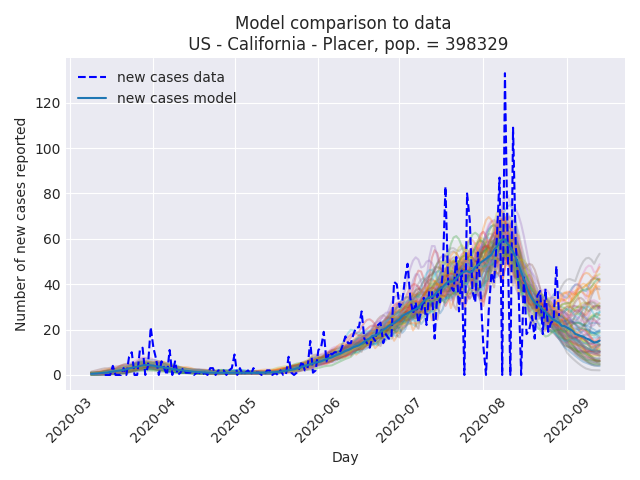 Model comparison to data
US - California - Placer, pop. = 398329
new cases data
new cases model
Number of new cases reported
120
100
80
60
40
20
0
2020-03
2020-04
2020-05
2020-06
2020-07
2020-08
2020-09
Day